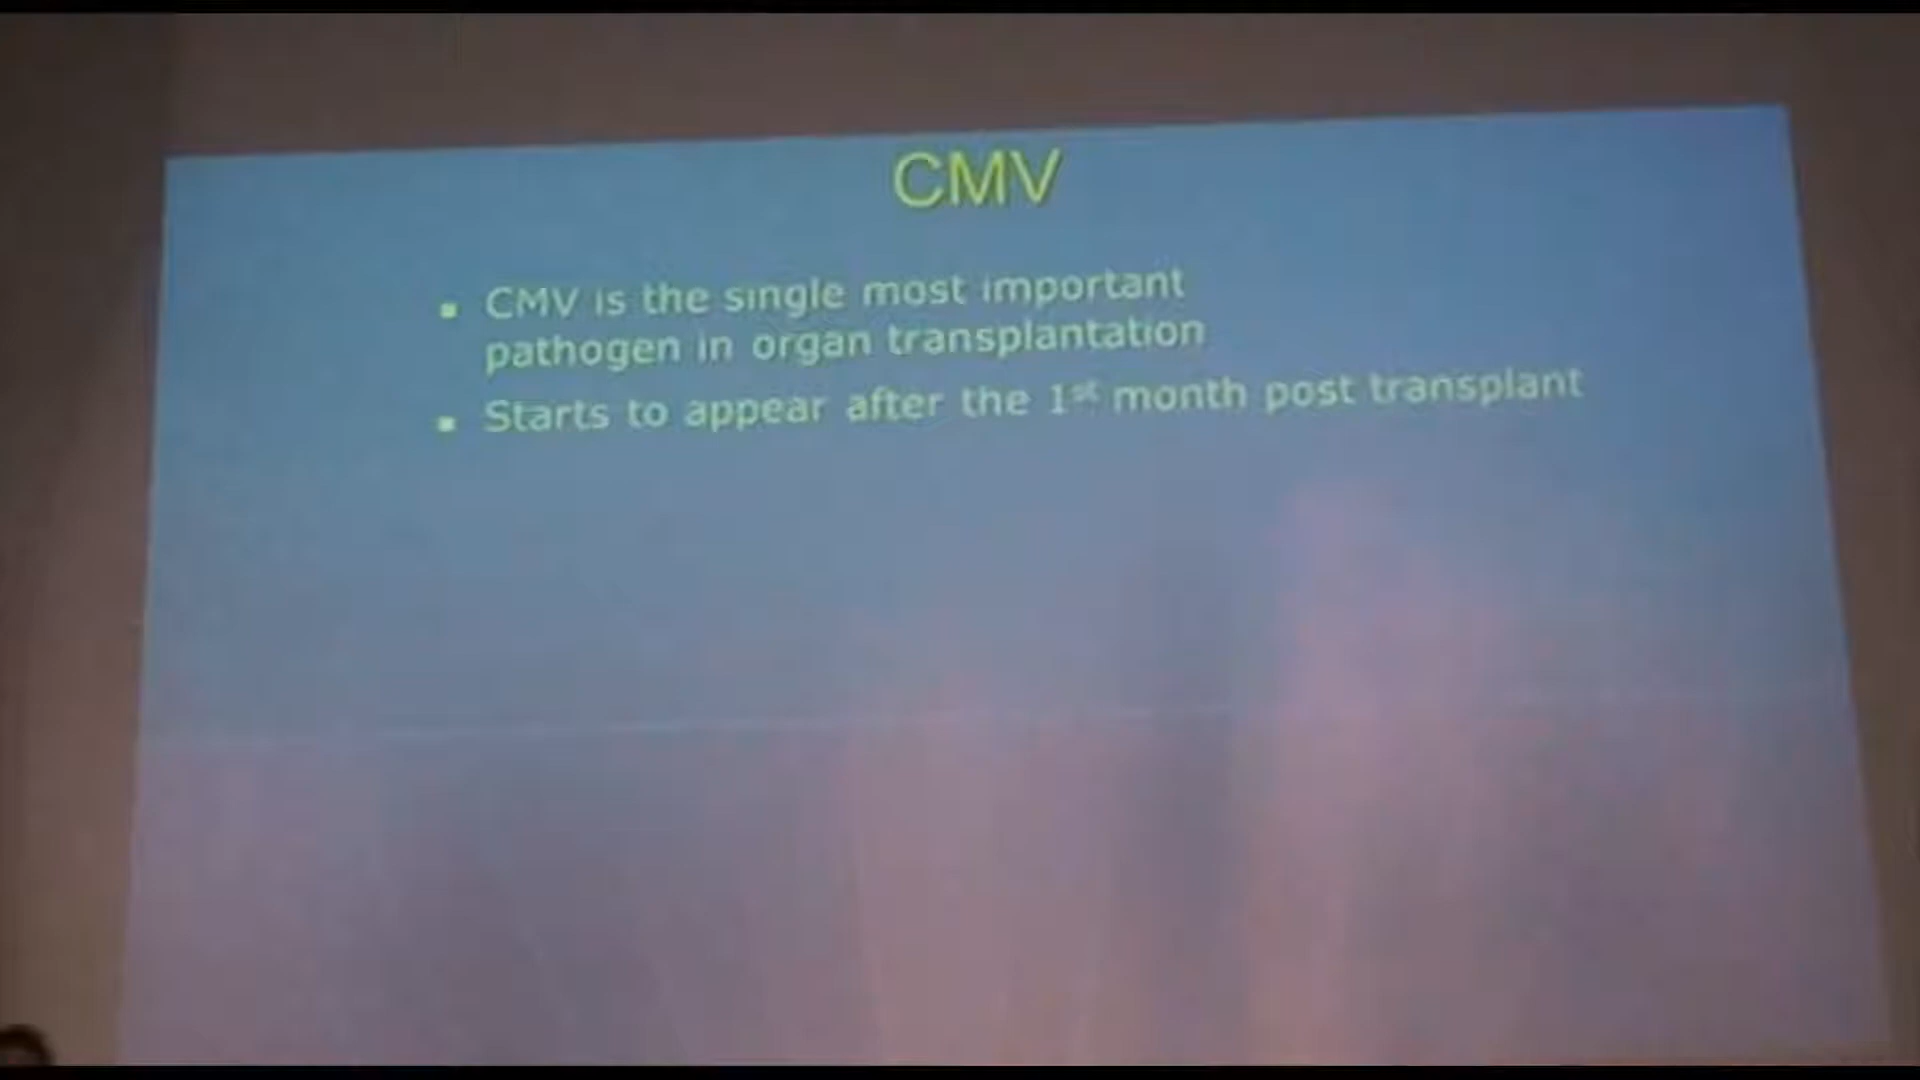 CMV
▪ CMV is the single most important
pathogen in organ transplantation
▪ Starts to appear after the 1st month post transplant